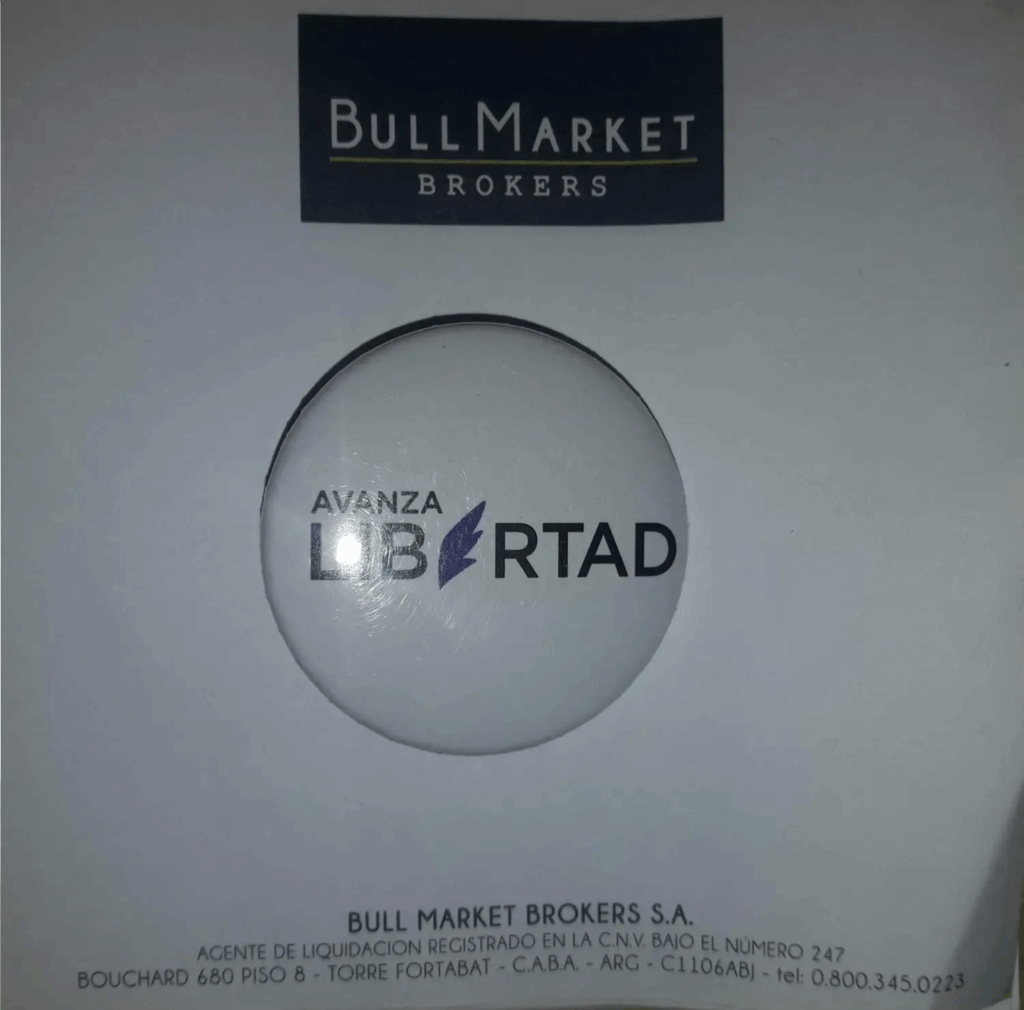 BULL MARKET
BROKERS
AVANZA
LIBERTAD
BULL MARKET BROKERS S.A.
AGENTE DE LIQUIDACION REGISTRADO EN LA C.N.V. BAJO EL NÚMERO 247
BOUCHARD 680 PISO 8 - TORRE FORTABAT - C.A.B.A. - ARG - C1106ABJ - tel: 0.800.345.0223